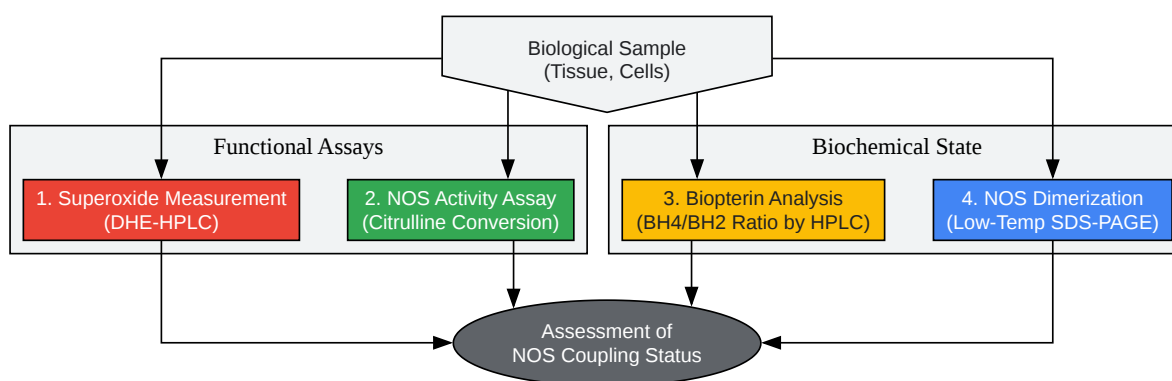 Biological Sample
(Tissue, Cells)
Functional Assays
Biochemical State
1. Superoxide Measurement
(DHE-HPLC)
2. NOS Activity Assay
(Citrulline Conversion)
3. Biopterin Analysis
(BH4/BH2 Ratio by HPLC)
4. NOS Dimerization
(Low-Temp SDS-PAGE)
Assessment of
NOS Coupling Status